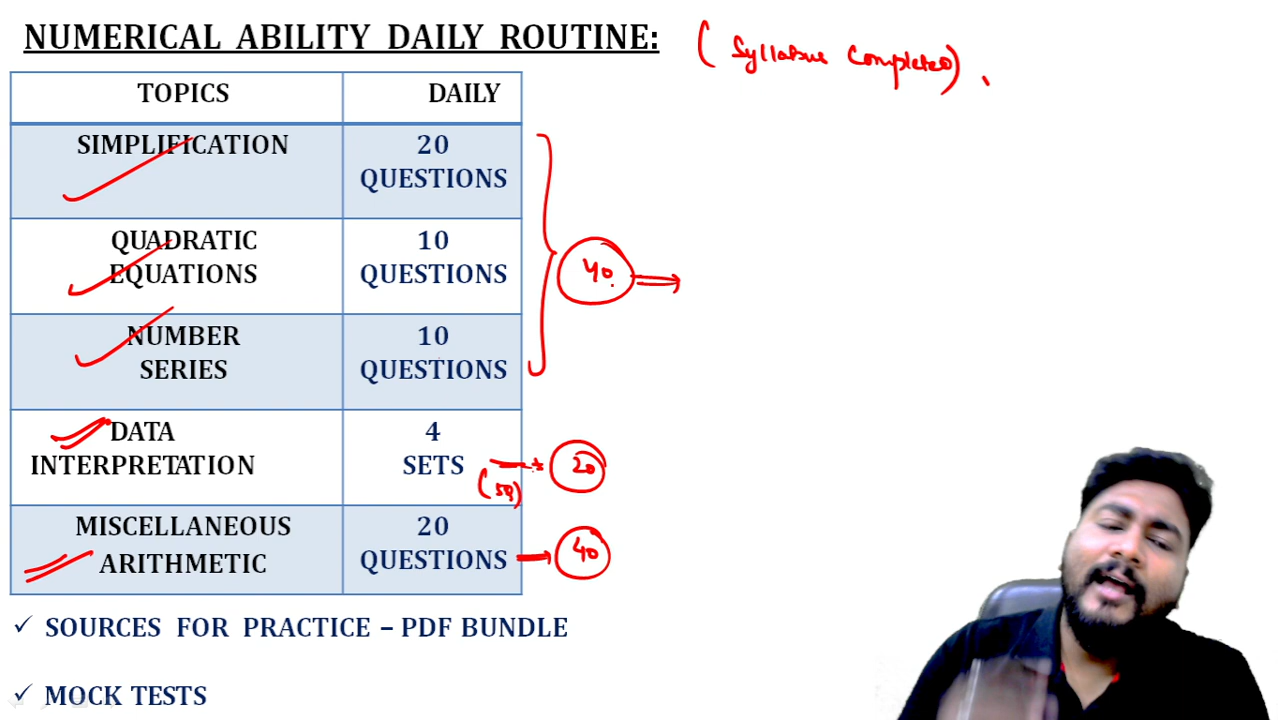 NUMERICAL ABILITY DAILY ROUTINE:
(Syllabus Completed)
TOPICS DAILY
SIMPLIFICATION 20
QUESTIONS
QUADRATIC 10
EQUATIONS QUESTIONS
40
NUMBER 10
SERIES QUESTIONS
DATA 4
INTERPRETATION SETS 20
(5Q)
MISCELLANEOUS 20
ARITHMETIC QUESTIONS 40
✓ SOURCES FOR PRACTICE – PDF BUNDLE
✓ MOCK TESTS